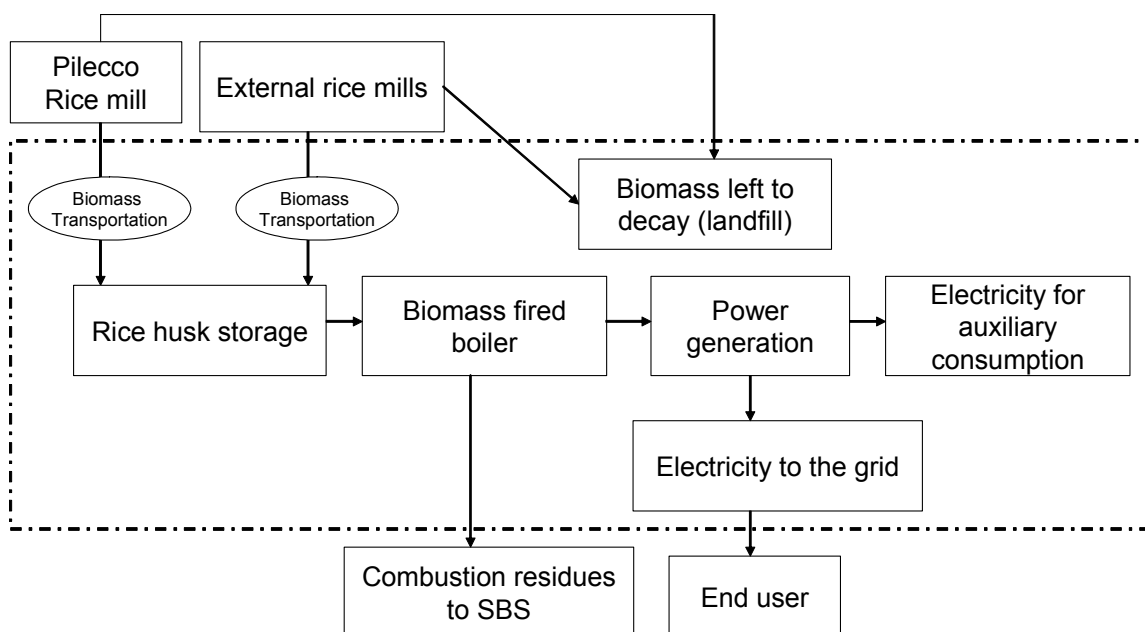 Pilecco
Rice mill
External rice mills
Biomass left to
decay (landfill)
Biomass
Transportation
Biomass
Transportation
Rice husk storage
Biomass fired
boiler
Power
generation
Electricity for
auxiliary
consumption
Electricity to the grid
Combustion residues
to SBS
End user